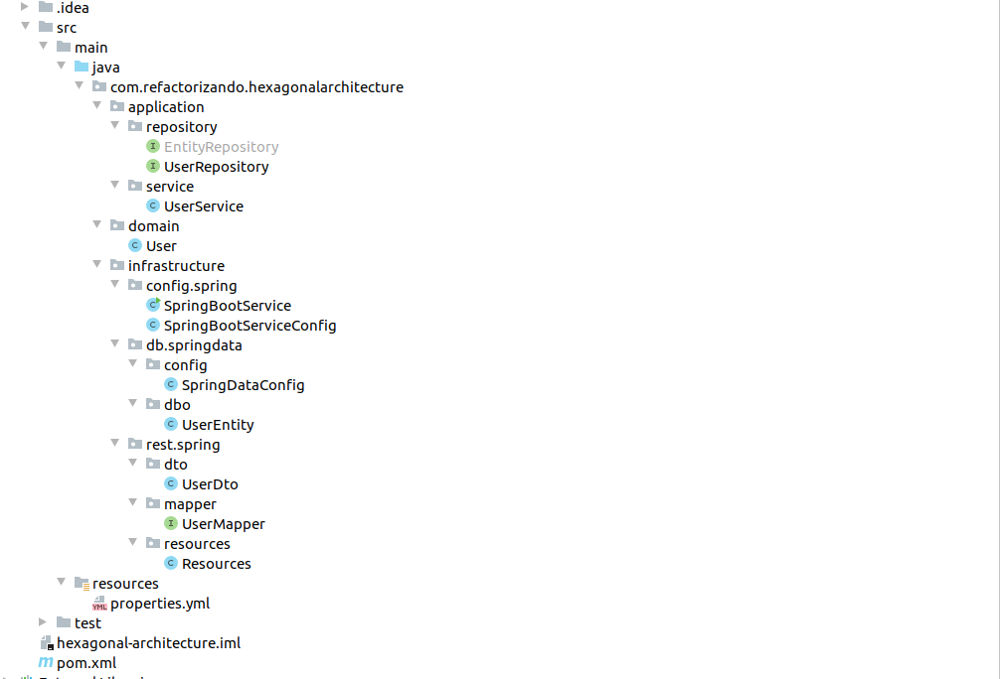 .idea
src
main
java
com.refactorizando.hexagonalarchitecture
application
repository
I EntityRepository
I UserRepository
service
C UserService
domain
C User
infrastructure
config.spring
C SpringBootService
C SpringBootServiceConfig
db.springdata
config
C SpringDataConfig
dbo
C UserEntity
rest.spring
dto
C UserDto
mapper
I UserMapper
resources
C Resources
resources
YML properties.yml
test
hexagonal-architecture.iml
m pom.xml